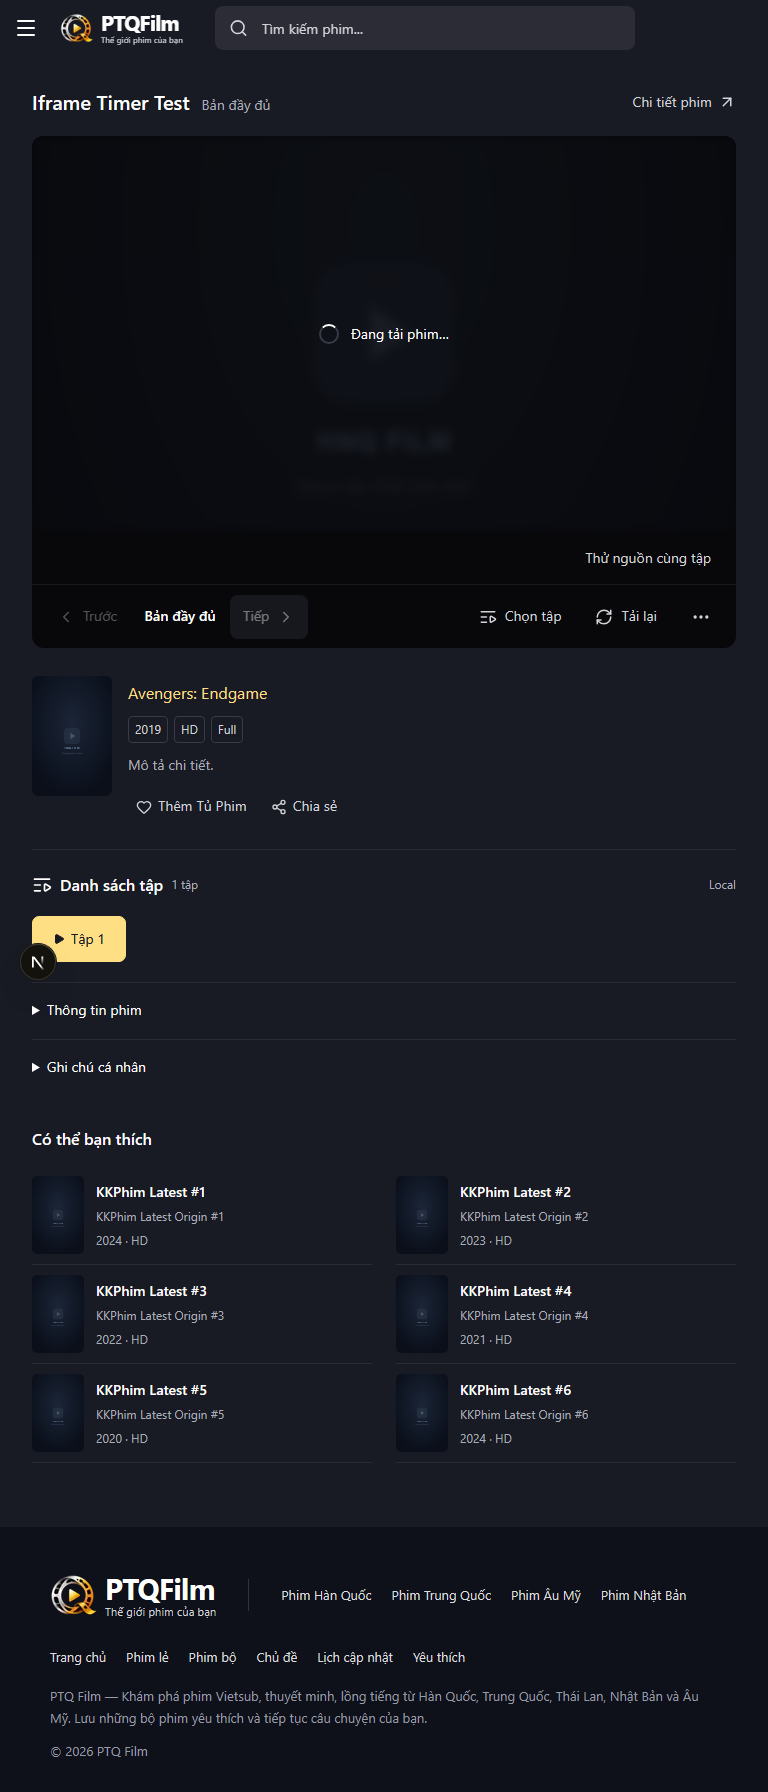 PTQFilm
Thế giới phim của bạn
Tìm kiếm phim...
Iframe Timer Test Bản đầy đủ
Chi tiết phim
Đang tải phim...
HNQ FILM
Thử nguồn cùng tập
Trước Bản đầy đủ Tiếp Chọn tập Tải lại
Avengers: Endgame
2019 HD Full
Mô tả chi tiết.
Thêm Tủ Phim Chia sẻ
Danh sách tập 1 tập Local
Tập 1
N
Thông tin phim
Ghi chú cá nhân
Có thể bạn thích
KKPhim Latest #1
KKPhim Latest Origin #1
2024 · HD
KKPhim Latest #2
KKPhim Latest Origin #2
2023 · HD
KKPhim Latest #3
KKPhim Latest Origin #3
2022 · HD
KKPhim Latest #4
KKPhim Latest Origin #4
2021 · HD
KKPhim Latest #5
KKPhim Latest Origin #5
2020 · HD
KKPhim Latest #6
KKPhim Latest Origin #6
2024 · HD
PTQFilm
Thế giới phim của bạn
Phim Hàn Quốc Phim Trung Quốc Phim Âu Mỹ Phim Nhật Bản
Trang chủ Phim lẻ Phim bộ Chủ đề Lịch cập nhật Yêu thích
PTQ Film — Khám phá phim Vietsub, thuyết minh, lồng tiếng từ Hàn Quốc, Trung Quốc, Thái Lan, Nhật Bản và Âu
Mỹ. Lưu những bộ phim yêu thích và tiếp tục câu chuyện của bạn.
© 2026 PTQ Film